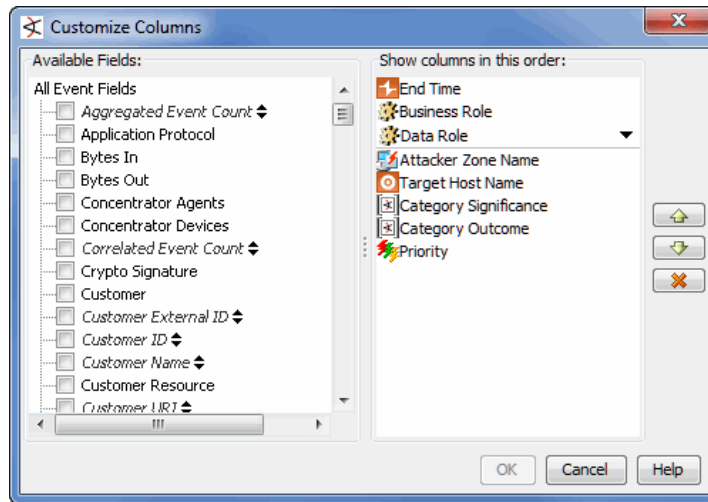 Customize Columns
Available Fields:
All Event Fields
Aggregated Event Count
Application Protocol
Bytes In
Bytes Out
Concentrator Agents
Concentrator Devices
Correlated Event Count
Crypto Signature
Customer
Customer External ID
Customer ID
Customer Name
Customer Resource
Customer URI
Show columns in this order:
End Time
Business Role
Data Role
Attacker Zone Name
Target Host Name
Category Significance
Category Outcome
Priority
OK
Cancel
Help